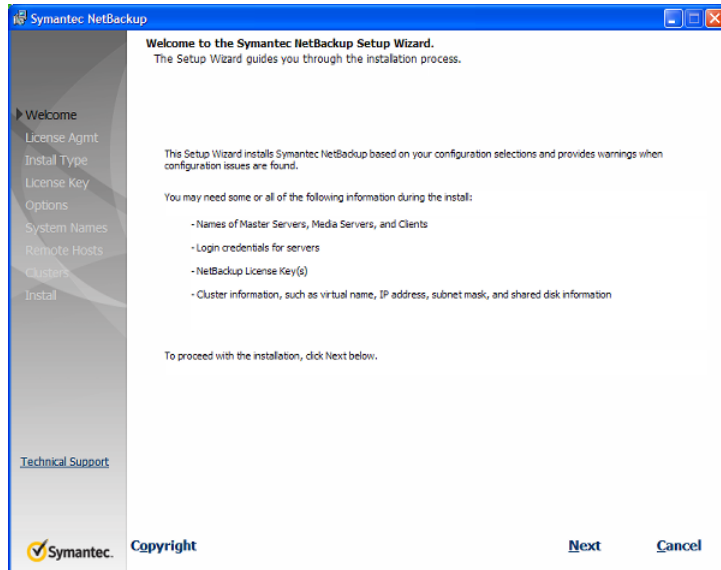 Symantec NetBackup
Welcome to the Symantec NetBackup Setup Wizard.
The Setup Wizard guides you through the installation process.
Welcome
License Agmt
Install Type
License Key
Options
System Names
Remote Hosts
Clusters
Install
This Setup Wizard installs Symantec NetBackup based on your configuration selections and provides warnings when
configuration issues are found.
You may need some or all of the following information during the install:
- Names of Master Servers, Media Servers, and Clients
- Login credentials for servers
- NetBackup License Key(s)
- Cluster information, such as virtual name, IP address, subnet mask, and shared disk information
To proceed with the installation, click Next below.
Technical Support
Symantec.
Copyright
Next
Cancel